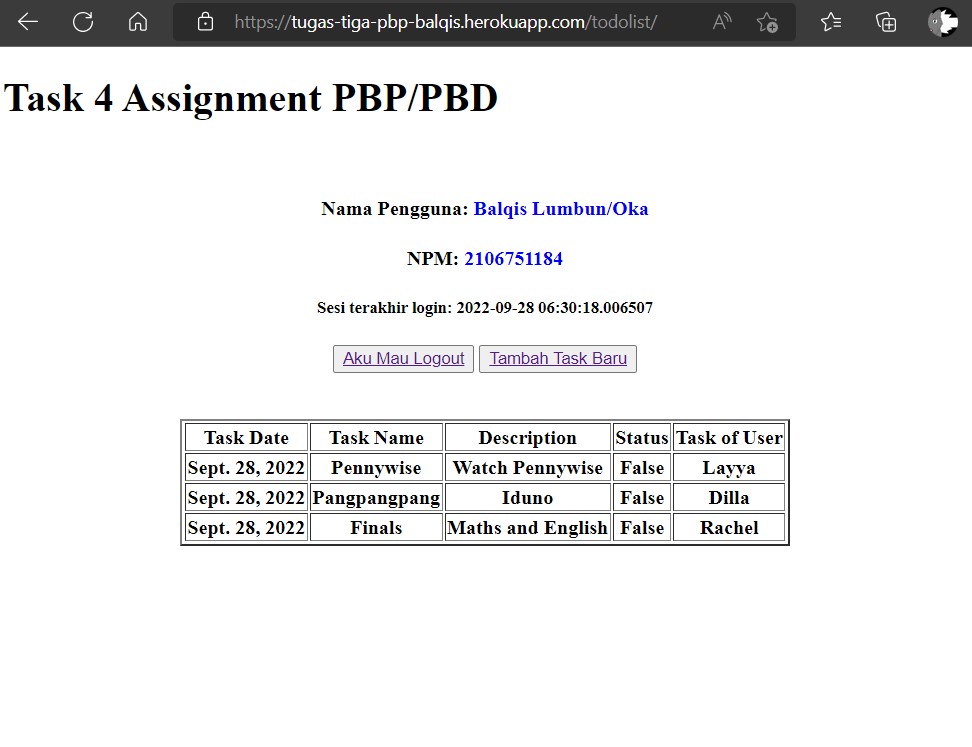 https://tugas-tiga-pbp-balqis.herokuapp.com/todolist/
Task 4 Assignment PBP/PBD
Nama Pengguna: Balqis Lumbun/Oka
NPM: 2106751184
Sesi terakhir login: 2022-09-28 06:30:18.006507
Aku Mau Logout Tambah Task Baru
Task Date Task Name Description Status Task of User
Sept. 28, 2022 Pennywise Watch Pennywise False Layya
Sept. 28, 2022 Pangpangpang Iduno False Dilla
Sept. 28, 2022 Finals Maths and English False Rachel